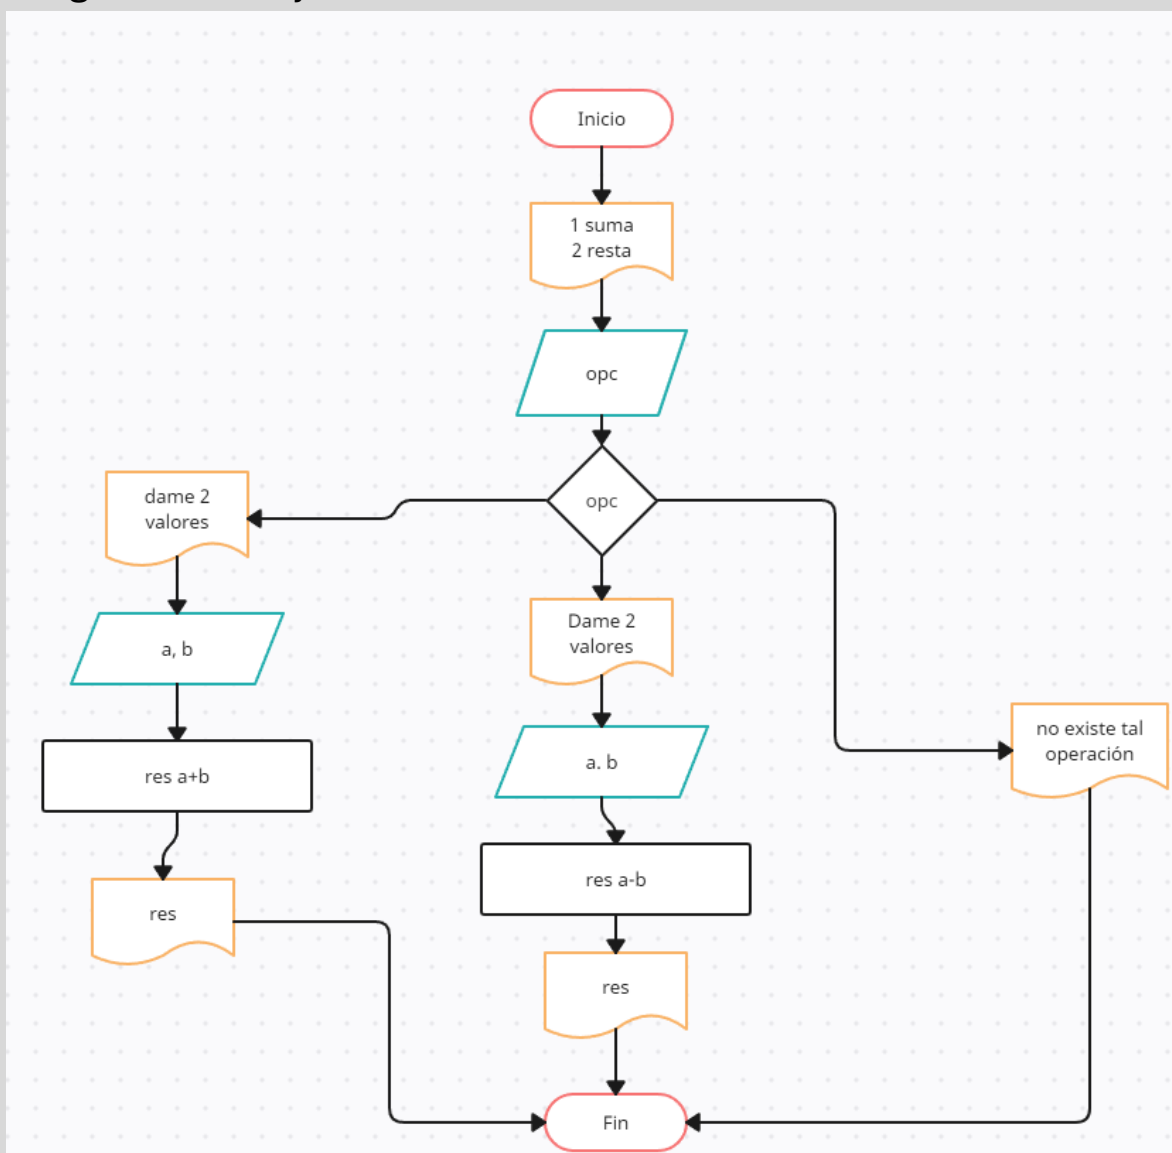 Inicio
1 suma
2 resta
opc
opc
dame 2
valores
a, b
res a+b
res
Dame 2
valores
a. b
res a-b
res
no existe tal
operación
Fin